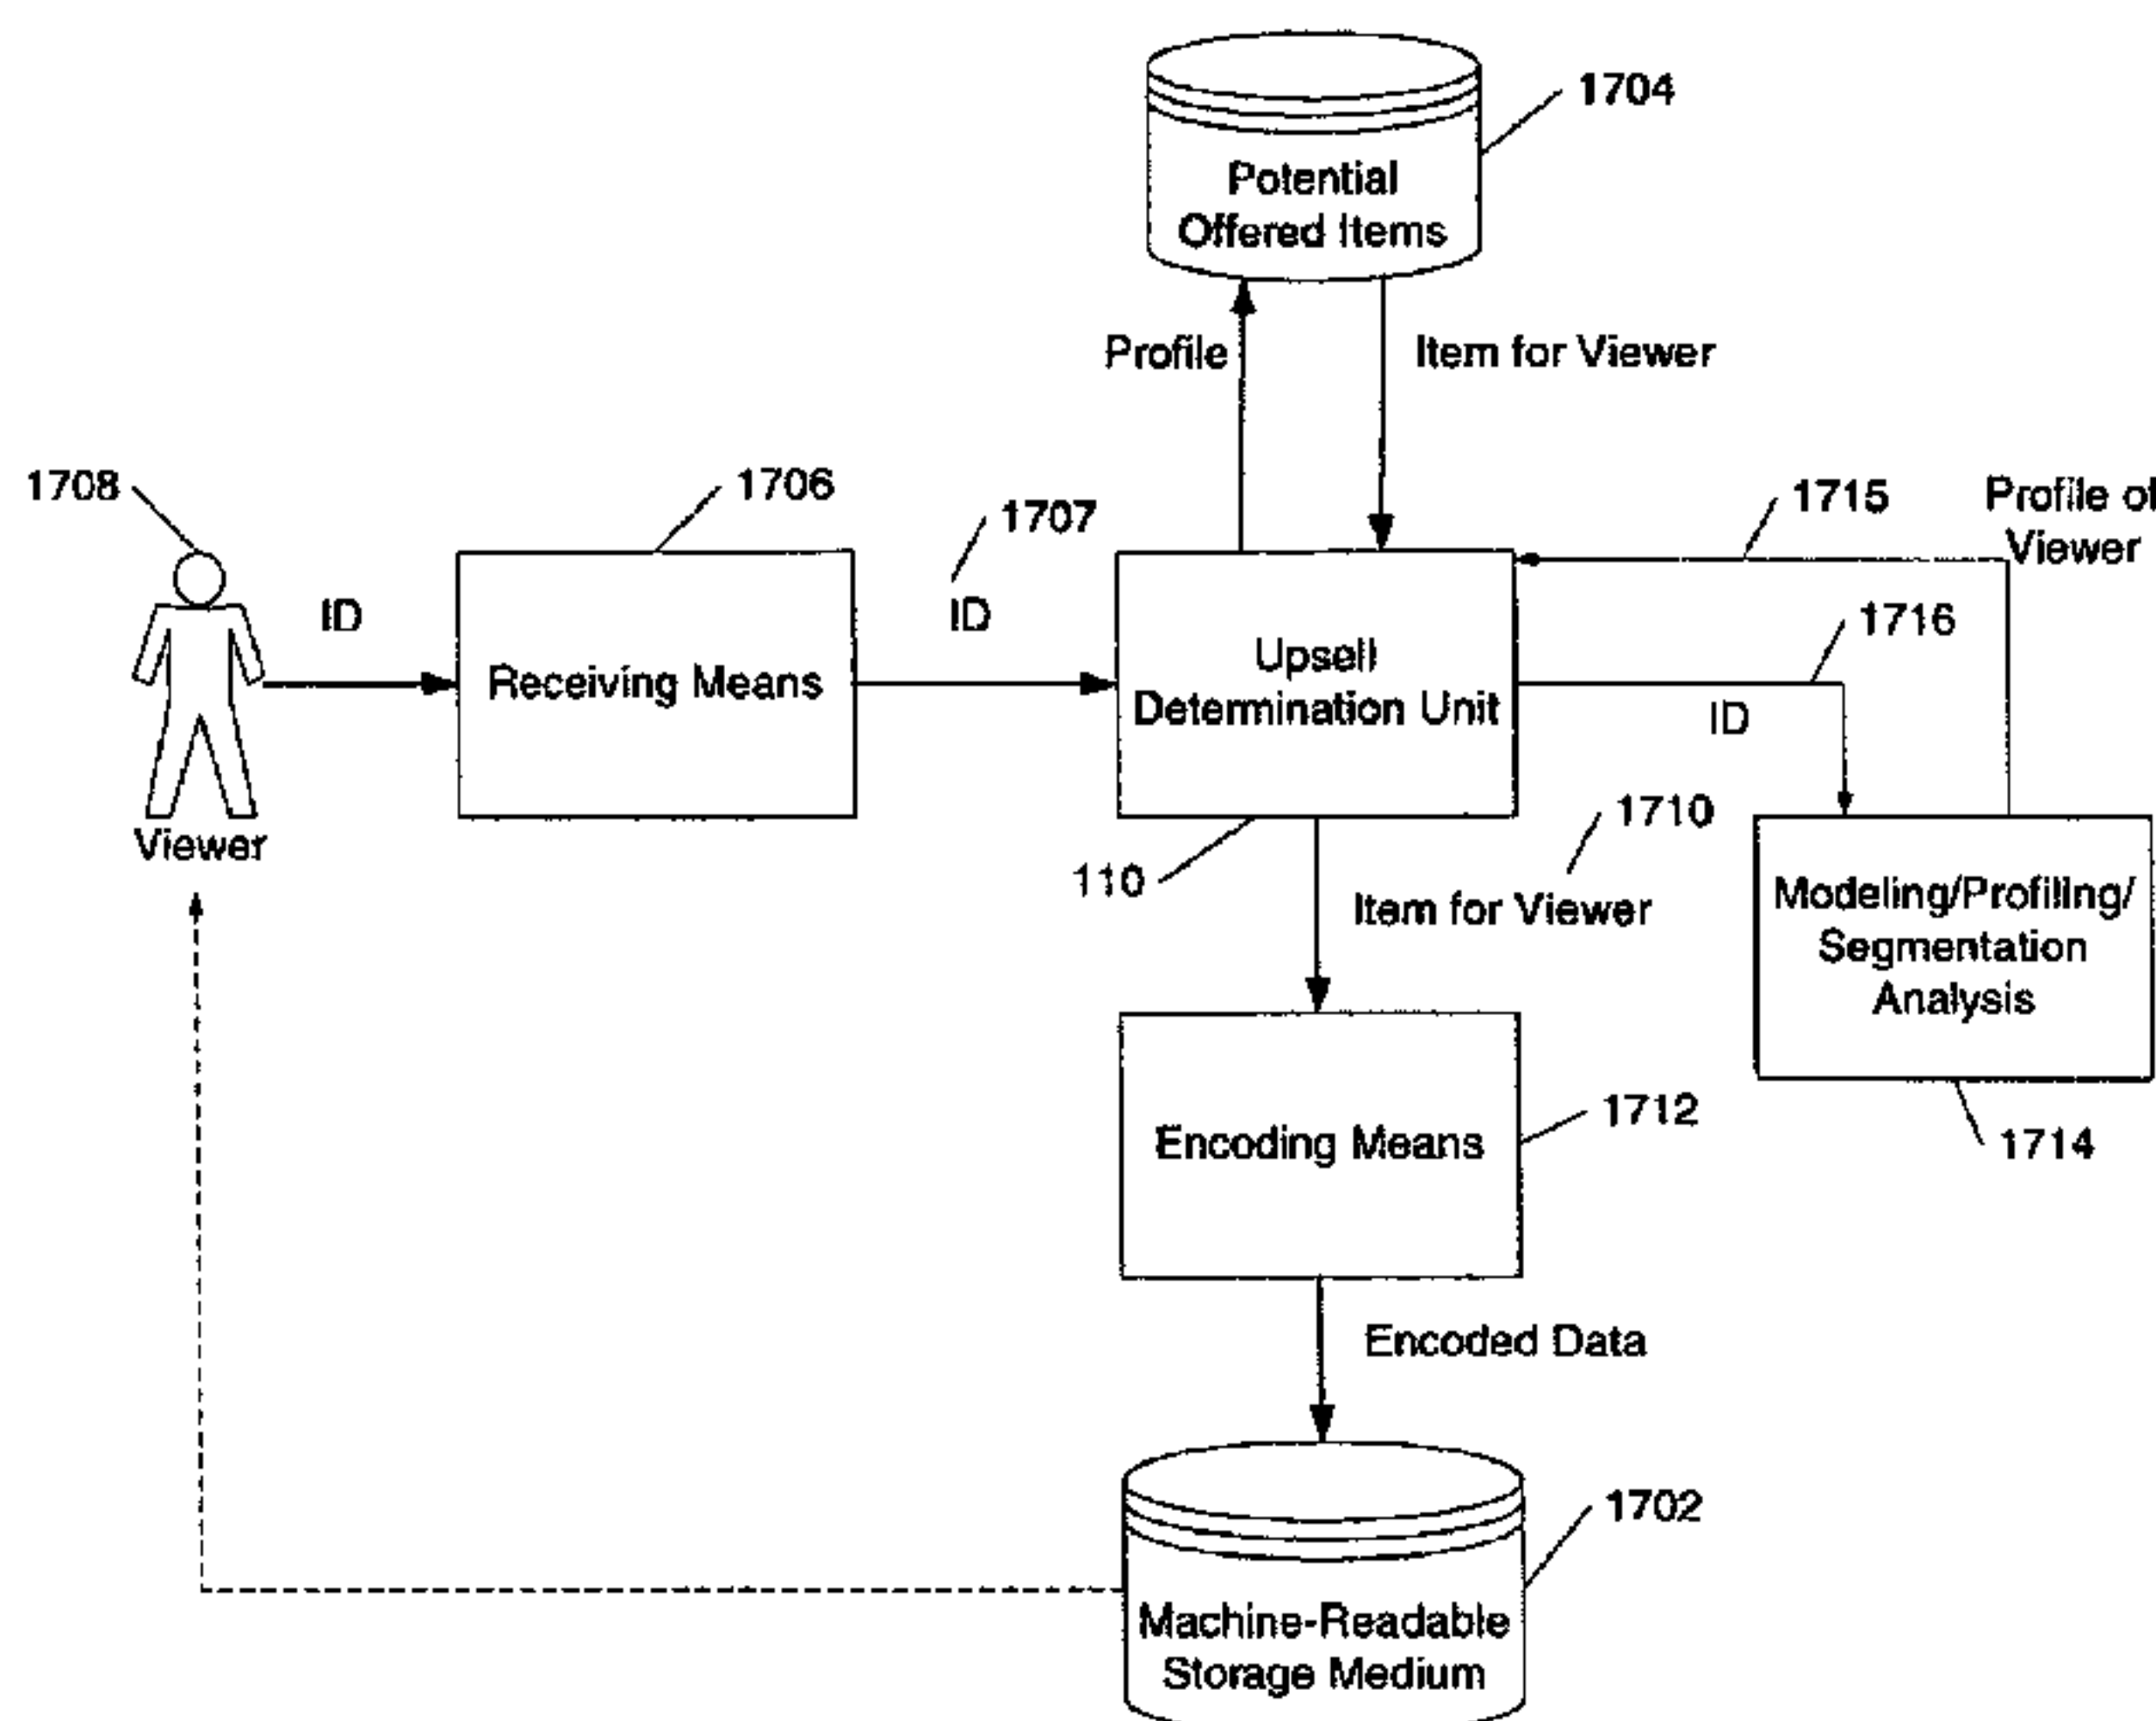 1704
Potential
Offered Items
Profile
Item for Viewer
1708
1706
1707
1715
Profile of
Viewer
ID
ID
1716
Receiving Means
Upsell
Determination Unit
ID
Viewer
110
1710
Item for Viewer
Modeling/Profiling/
Segmentation
Analysis
Encoding Means
1712
1714
Encoded Data
1702
Machine-Readable
Storage Medium